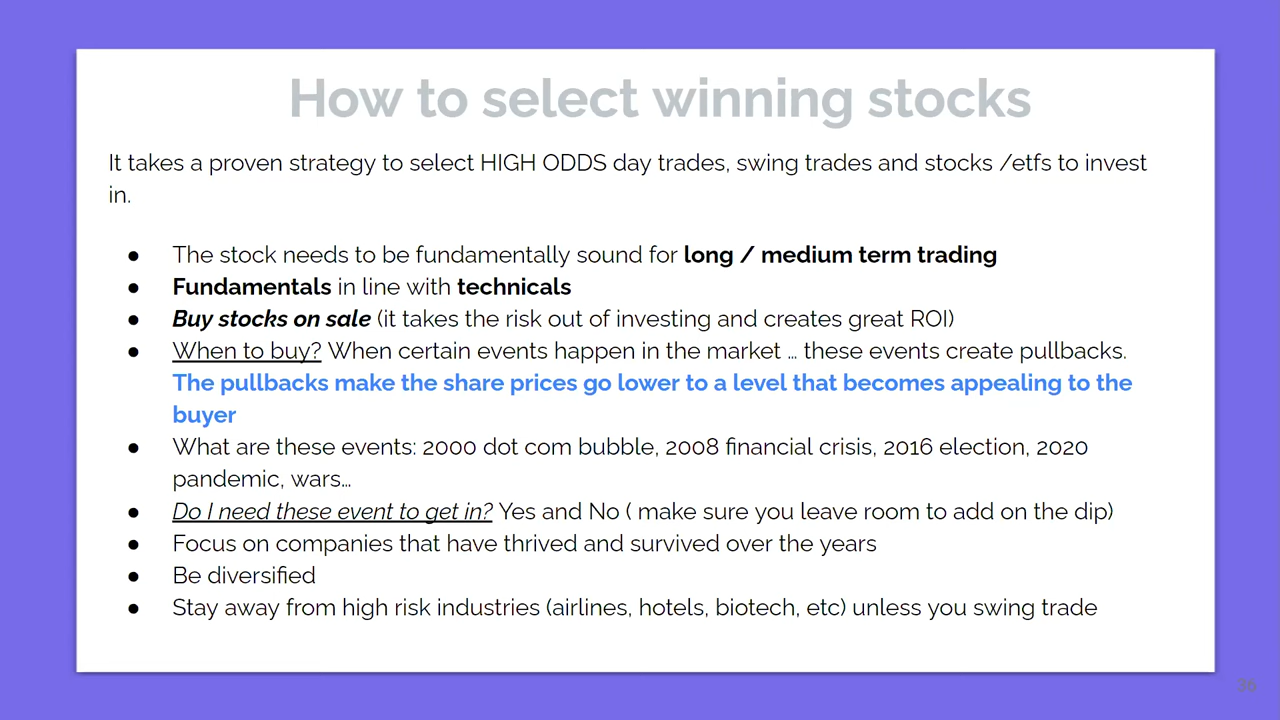 How to select winning stocks
It takes a proven strategy to select HIGH ODDS day trades, swing trades and stocks /etfs to invest
in.
● The stock needs to be fundamentally sound for long / medium term trading
● Fundamentals in line with technicals
● Buy stocks on sale (it takes the risk out of investing and creates great ROI)
● When to buy? When certain events happen in the market … these events create pullbacks.
The pullbacks make the share prices go lower to a level that becomes appealing to the
buyer
● What are these events: 2000 dot com bubble, 2008 financial crisis, 2016 election, 2020
pandemic, wars…
● Do I need these event to get in? Yes and No ( make sure you leave room to add on the dip)
● Focus on companies that have thrived and survived over the years
● Be diversified
● Stay away from high risk industries (airlines, hotels, biotech, etc) unless you swing trade
36